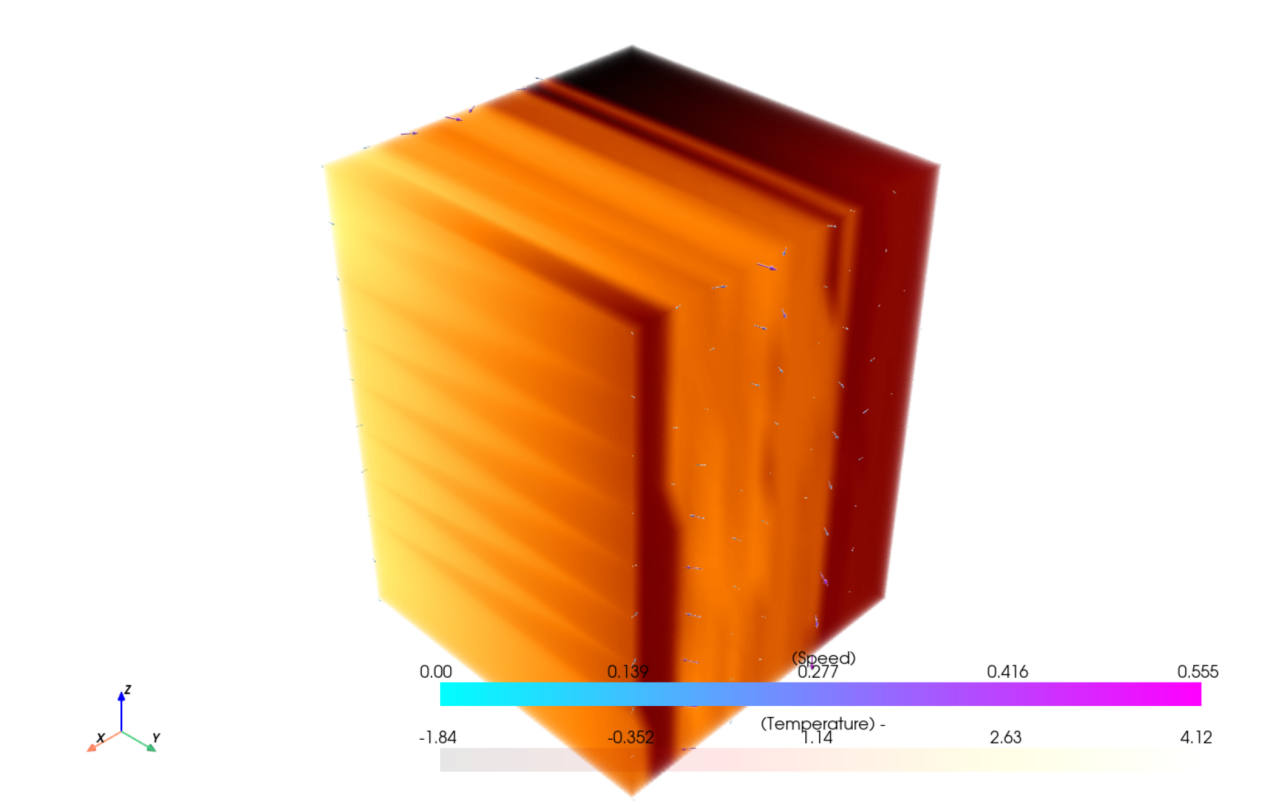 (Speed)
0.00 0.139 0.277 0.416 0.555
(Temperature) -
-1.84 -0.352 1.14 2.63 4.12
Z
X Y